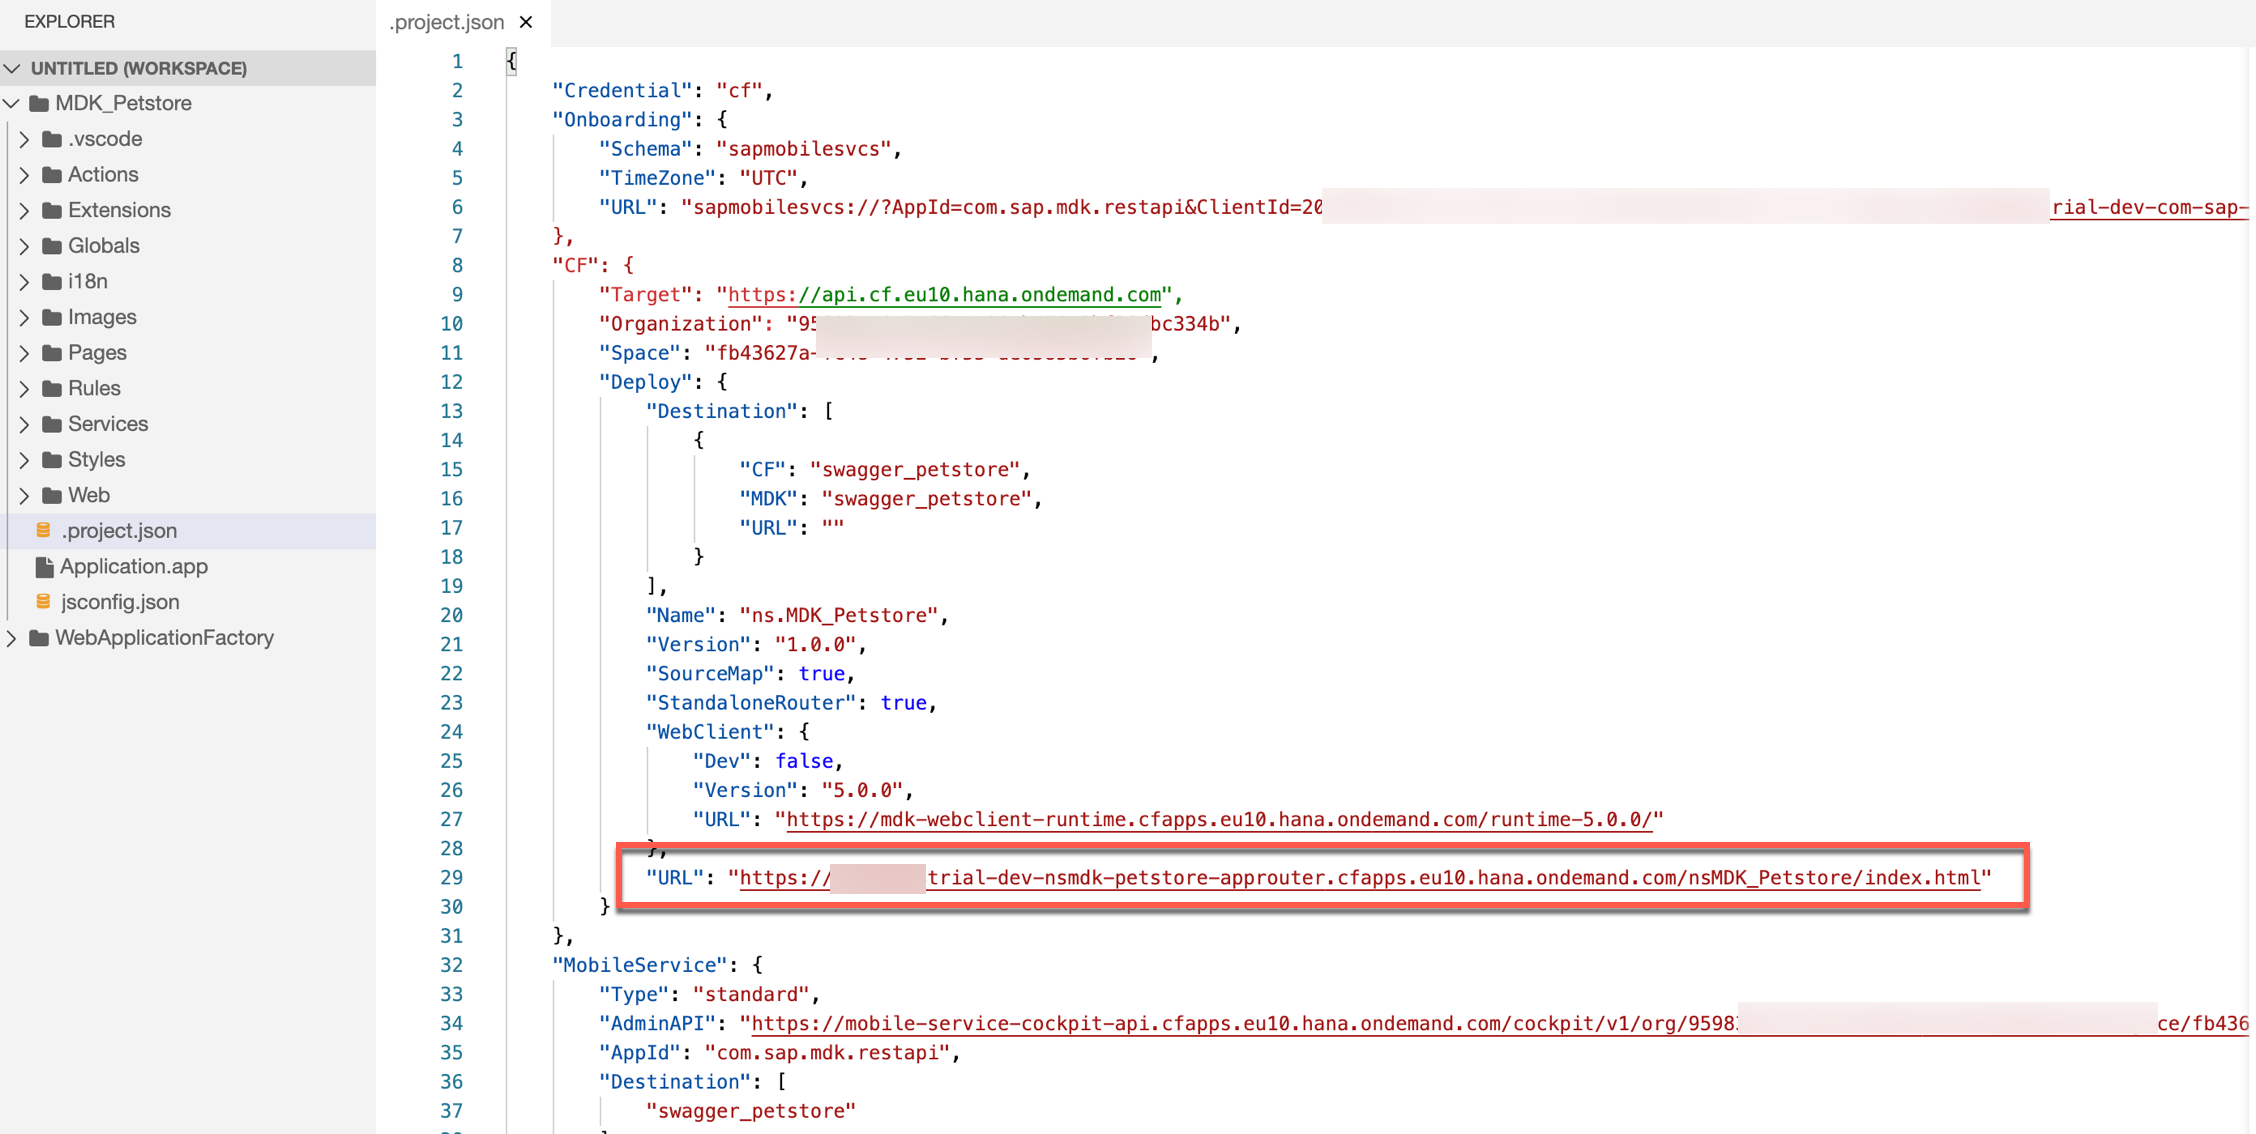 EXPLORER
UNTITLED (WORKSPACE)
MDK_Petstore
.vscode
Actions
Extensions
Globals
i18n
Images
Pages
Rules
Services
Styles
Web
.project.json
Application.app
jsconfig.json
WebApplicationFactory
.project.json ×
1 {
2 "Credential": "cf",
3 "Onboarding": {
4 "Schema": "sapmobilesvcs",
5 "TimeZone": "UTC",
6 "URL": "sapmobilesvcs://?AppId=com.sap.mdk.restapi&ClientId=20 rial-dev-com-sap-
7 },
8 "CF": {
9 "Target": "https://api.cf.eu10.hana.ondemand.com",
10 "Organization": "95 bc334b",
11 "Space": "fb43627a- ,
12 "Deploy": {
13 "Destination": [
14 {
15 "CF": "swagger_petstore",
16 "MDK": "swagger_petstore",
17 "URL": ""
18 }
19 ],
20 "Name": "ns.MDK_Petstore",
21 "Version": "1.0.0",
22 "SourceMap": true,
23 "StandaloneRouter": true,
24 "WebClient": {
25 "Dev": false,
26 "Version": "5.0.0",
27 "URL": "https://mdk-webclient-runtime.cfapps.eu10.hana.ondemand.com/runtime-5.0.0/"
28 },
29 "URL": "https:// trial-dev-nsmdk-petstore-approuter.cfapps.eu10.hana.ondemand.com/nsMDK_Petstore/index.html"
30 }
31 },
32 "MobileService": {
33 "Type": "standard",
34 "AdminAPI": "https://mobile-service-cockpit-api.cfapps.eu10.hana.ondemand.com/cockpit/v1/org/9598 ce/fb436
35 "AppId": "com.sap.mdk.restapi",
36 "Destination": [
37 "swagger_petstore"